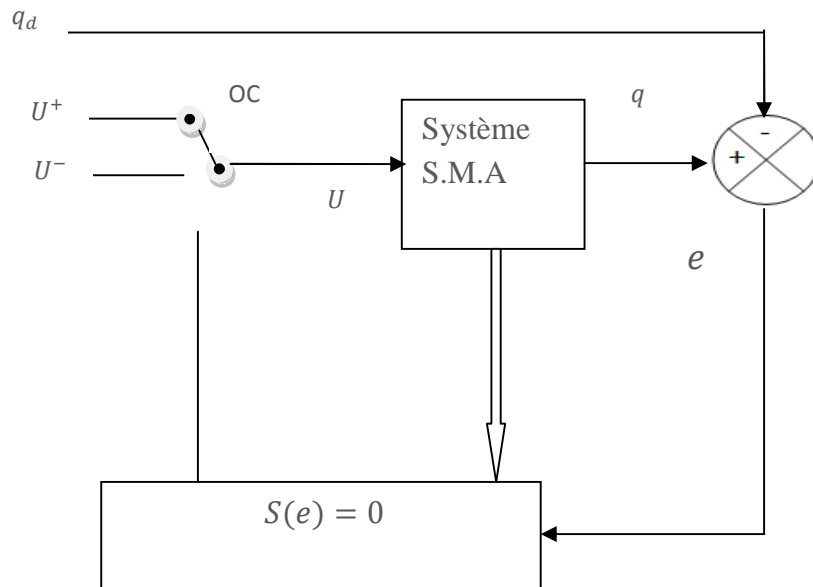 q_d
OC
U⁺
U⁻
U
Système
S.M.A
q
-
+
e
S(e) = 0